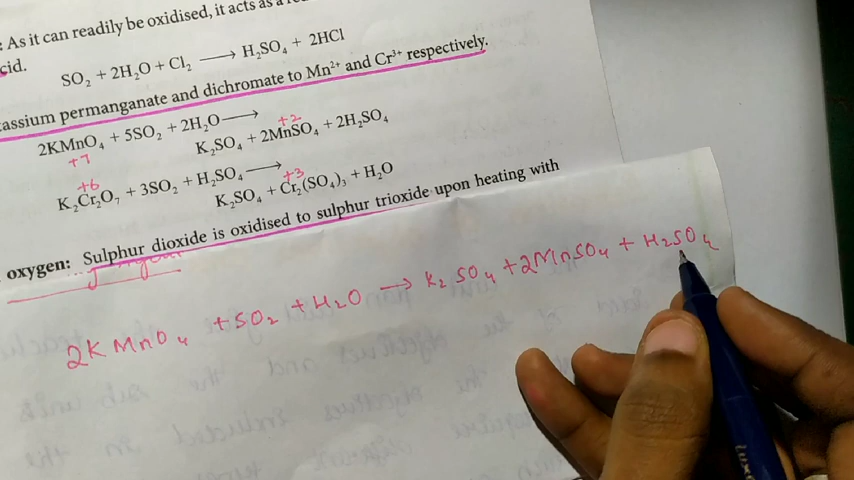 : As it can readily be oxidised, it acts as a
cid.
SO₂ + 2H₂O + Cl₂ ⟶ H₂SO₄ + 2HCl
tassium permanganate and dichromate to Mn²⁺ and Cr³⁺ respectively.
2KMnO₄ + 5SO₂ + 2H₂O ⟶
+7
+2
K₂SO₄ + 2MnSO₄ + 2H₂SO₄
+6
K₂Cr₂O₇ + 3SO₂ + H₂SO₄ ⟶
+3
K₂SO₄ + Cr₂(SO₄)₃ + H₂O
oxygen: Sulphur dioxide is oxidised to sulphur trioxide upon heating with
2KMnO₄ + SO₂ + H₂O → K₂SO₄ + 2MnSO₄ + H₂SO₄